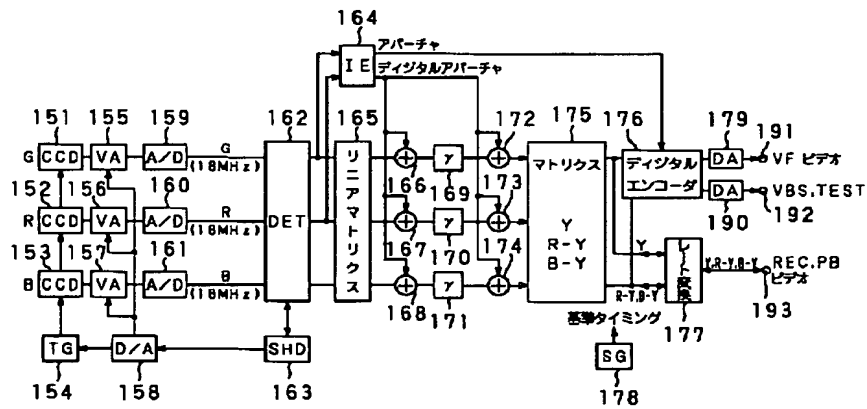 164
アパーチャ
IE
ディジタルアパーチャ
151 155 159 162 165 172 175 176 179 191
G CCD VA A/D G (18MHz) DET リニアマトリクス 166 γ 169 マトリクス ディジタルエンコーダ DA VFビデオ
152 156 160 173 DA VBS.TEST
R CCD VA A/D R (18MHz) 167 γ 170 Y R-Y B-Y 190 192
153 157 161 174 Y レート変換 Y,R-Y,B-Y REC.PB ビデオ
B CCD VA A/D B (18MHz) 168 γ 171 R-Y,B-Y 177 193
基準タイミング
TG D/A SHD SG
154 158 163 178